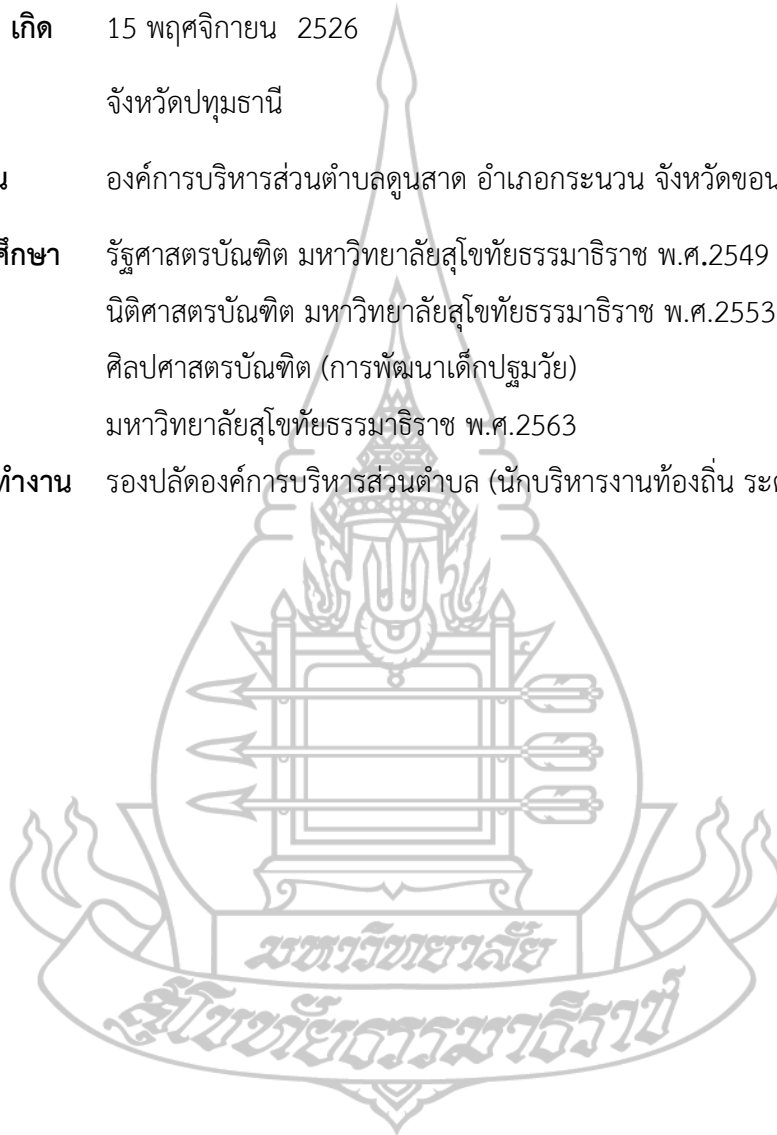 เกิด 15 พฤศจิกายน 2526
จังหวัดปทุมธานี
น องค์การบริหารส่วนตำบลดูนสาด อำเภอกระนวน จังหวัดขอน
ศึกษา รัฐศาสตรบัณฑิต มหาวิทยาลัยสุโขทัยธรรมาธิราช พ.ศ.2549
นิติศาสตรบัณฑิต มหาวิทยาลัยสุโขทัยธรรมาธิราช พ.ศ.2553
ศิลปศาสตรบัณฑิต (การพัฒนาเด็กปฐมวัย)
มหาวิทยาลัยสุโขทัยธรรมาธิราช พ.ศ.2563
ทำงาน รองปลัดองค์การบริหารส่วนตำบล (นักบริหารงานท้องถิ่น ระด
มหาวิทยาลัย
สุโขทัยธรรมาธิราช